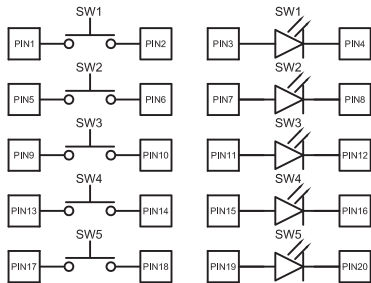 SW1 SW1
PIN1 PIN2 PIN3 PIN4
SW2 SW2
PIN5 PIN6 PIN7 PIN8
SW3 SW3
PIN9 PIN10 PIN11 PIN12
SW4 SW4
PIN13 PIN14 PIN15 PIN16
SW5 SW5
PIN17 PIN18 PIN19 PIN20